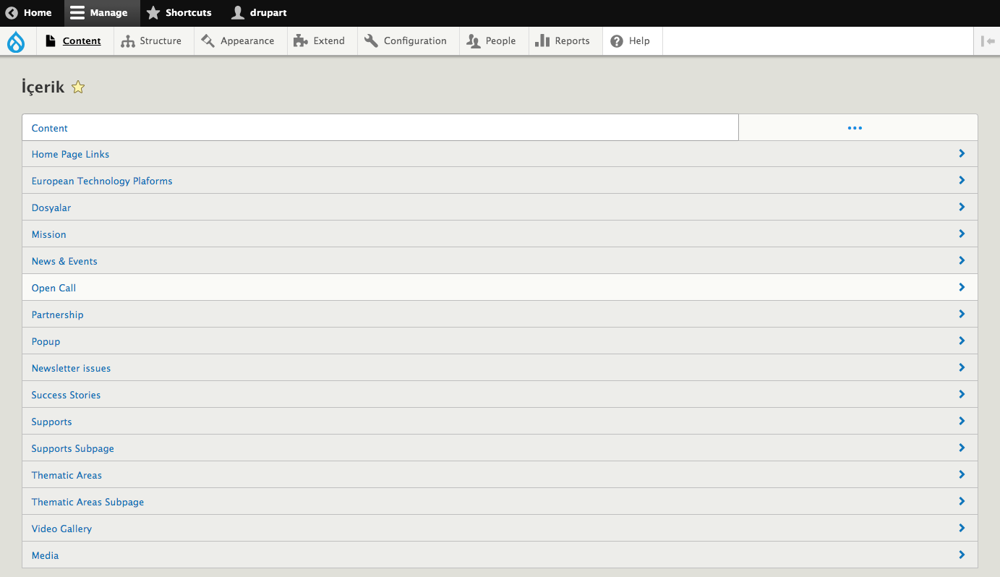 Home Manage Shortcuts drupart
Content Structure Appearance Extend Configuration People Reports Help
İçerik
Content
Home Page Links
European Technology Plaforms
Dosyalar
Mission
News & Events
Open Call
Partnership
Popup
Newsletter issues
Success Stories
Supports
Supports Subpage
Thematic Areas
Thematic Areas Subpage
Video Gallery
Media